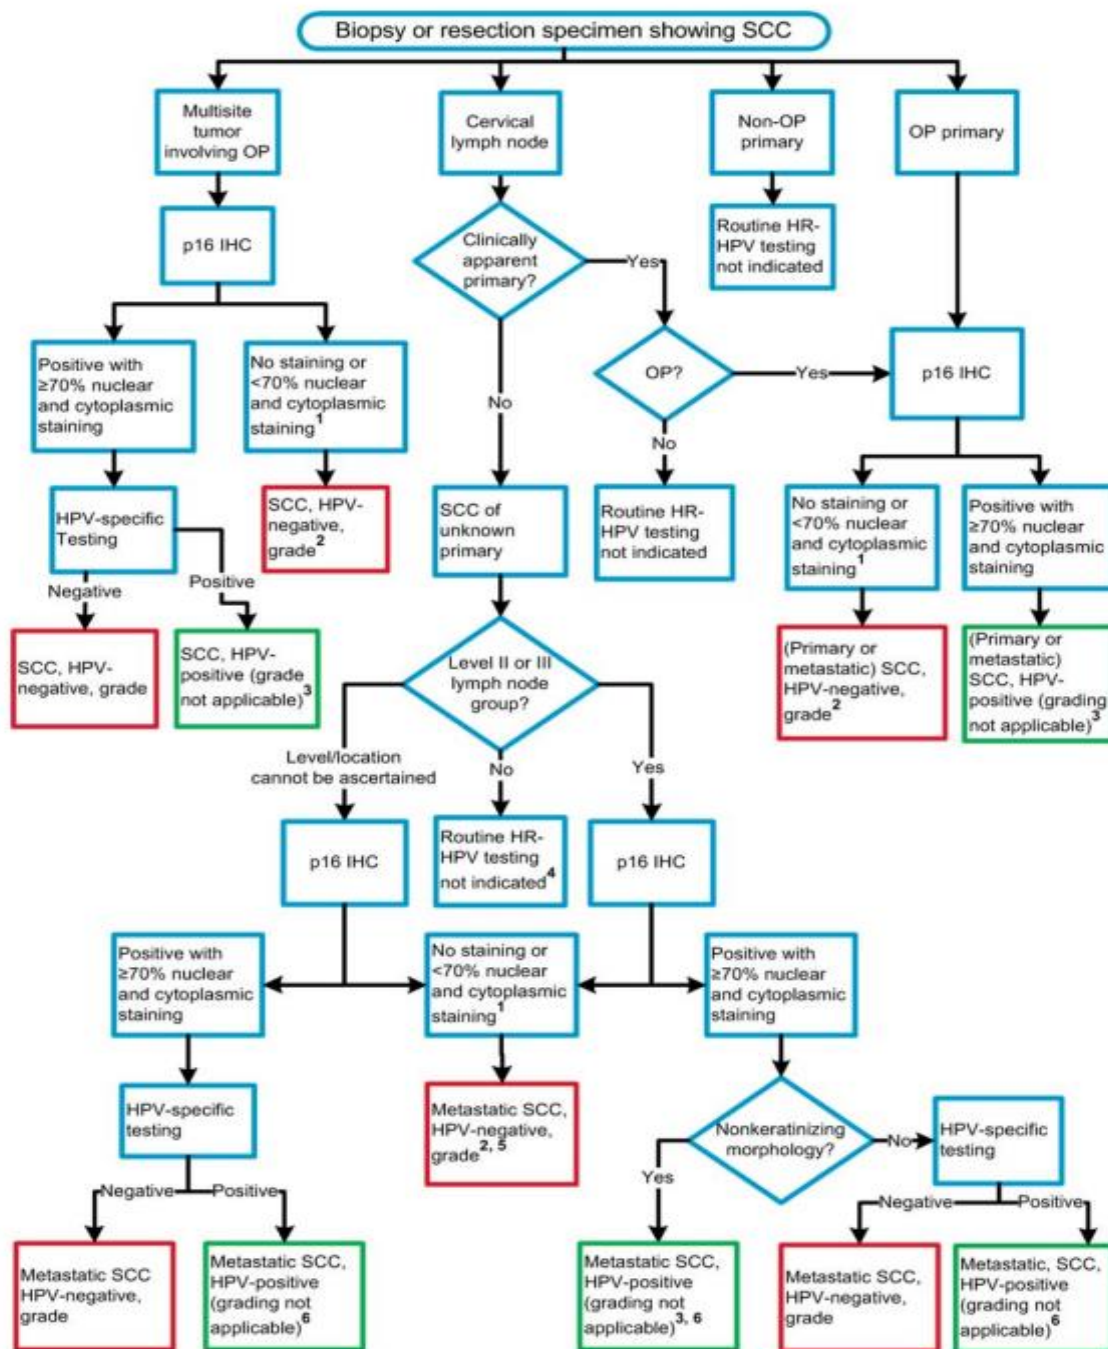 Biopsy or resection specimen showing SCC
Multisite
tumor
involving OP
Cervical
lymph node
Non-OP
primary
OP primary
p16 IHC
Clinically
apparent
primary?
Yes
Routine HR-
HPV testing
not indicated
Positive with
≥70% nuclear
and cytoplasmic
staining
No staining or
<70% nuclear
and cytoplasmic
staining1
No
OP?
Yes
p16 IHC
No
HPV-specific
Testing
SCC, HPV-
negative,
grade2
SCC of
unknown
primary
Routine HR-
HPV testing
not indicated
No staining or
<70% nuclear
and cytoplasmic
staining1
Positive with
≥70% nuclear
and cytoplasmic
staining
Negative
Positive
SCC, HPV-
negative, grade
SCC, HPV-
positive (grade
not applicable)3
Level II or III
lymph node
group?
(Primary or
metastatic) SCC,
HPV-negative,
grade2
(Primary or
metastatic)
SCC, HPV-
positive (grading
not applicable)3
Level/location
cannot be ascertained
No
Yes
p16 IHC
Routine HR-
HPV testing
not indicated4
p16 IHC
Positive with
≥70% nuclear
and cytoplasmic
staining
No staining or
<70% nuclear
and cytoplasmic
staining1
Positive with
≥70% nuclear
and cytoplasmic
staining
HPV-specific
testing
Metastatic SCC,
HPV-negative,
grade2, 5
Nonkeratinizing
morphology?
No
HPV-specific
testing
Yes
Negative
Positive
Negative
Positive
Metastatic SCC
HPV-negative,
grade
Metastatic SCC,
HPV-positive
(grading not
applicable)6
Metastatic SCC,
HPV-positive
(grading not
applicable)3, 6
Metastatic SCC,
HPV-negative,
grade
Metastatic, SCC,
HPV-positive
(grading not
applicable)6